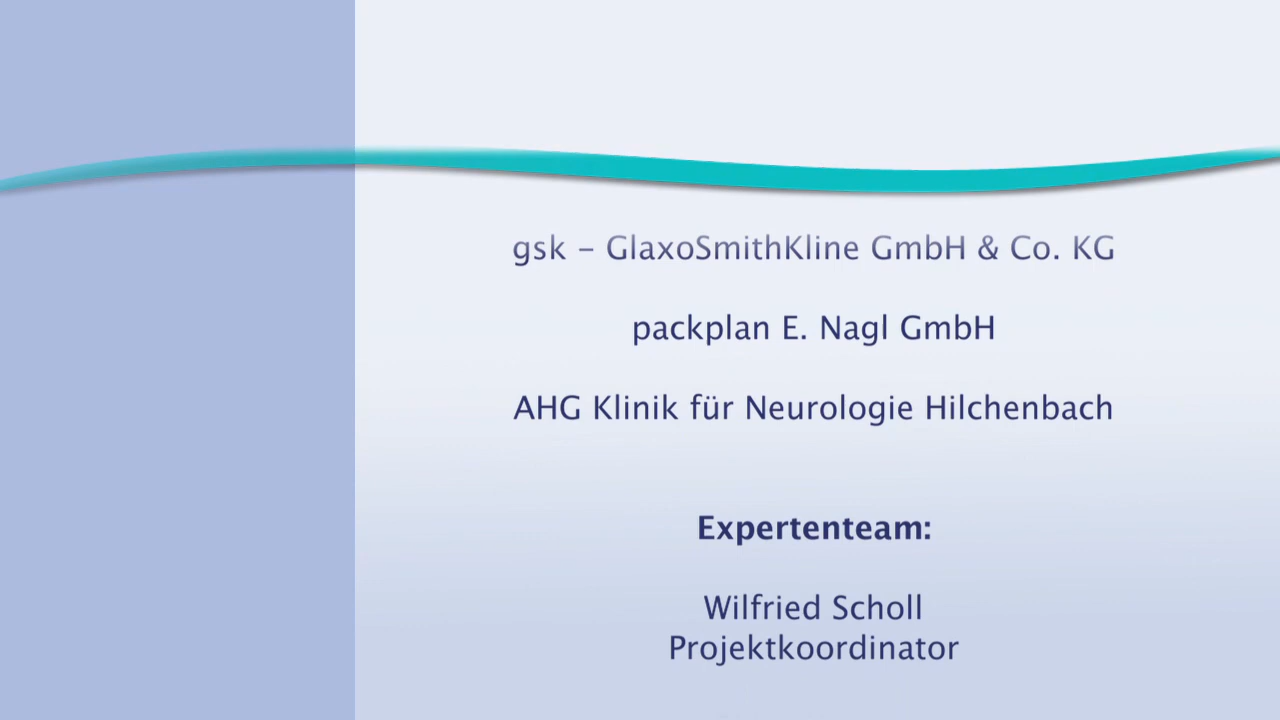 gsk – GlaxoSmithKline GmbH & Co. KG
packplan E. Nagl GmbH
AHG Klinik für Neurologie Hilchenbach
Expertenteam:
Wilfried Scholl
Projektkoordinator